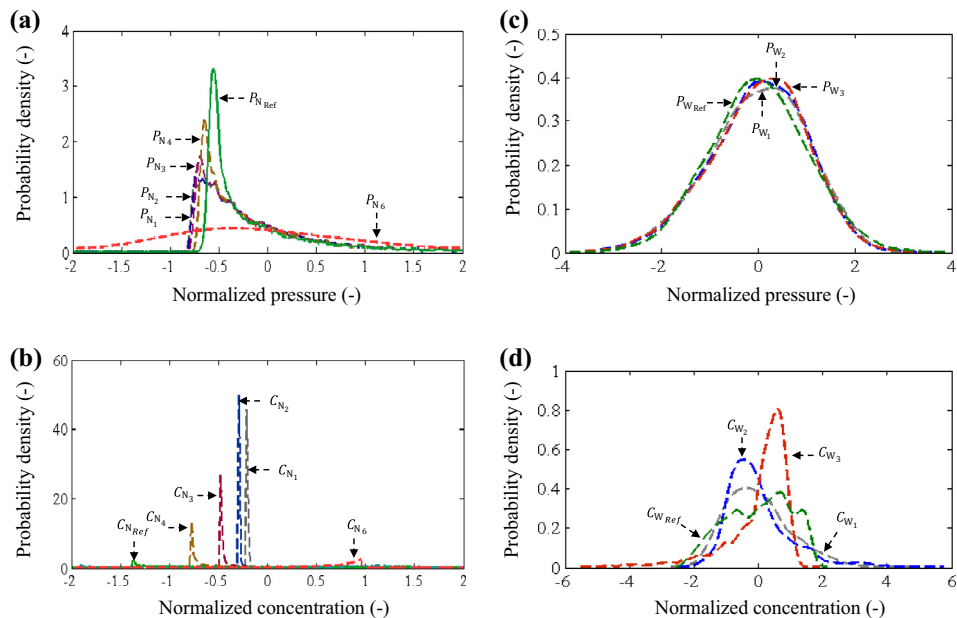 (a)
Probability density (-)
4
3
2
1
0
-2
-1.5
-1
-0.5
0
0.5
1
1.5
2
Normalized pressure (-)
P_N Ref
P_N4
P_N3
P_N2
P_N1
P_N6
(c)
Probability density (-)
0.5
0.4
0.3
0.2
0.1
0
-4
-2
0
2
4
Normalized pressure (-)
P_W2
P_W3
P_W Ref
P_W1
(b)
Probability density (-)
60
40
20
0
-2
-1.5
-1
-0.5
0
0.5
1
1.5
2
Normalized concentration (-)
C_N2
C_N1
C_N3
C_N4
C_N Ref
C_N6
(d)
Probability density (-)
1
0.8
0.6
0.4
0.2
0
-6
-4
-2
0
2
4
6
Normalized concentration (-)
C_W2
C_W3
C_W Ref
C_W1